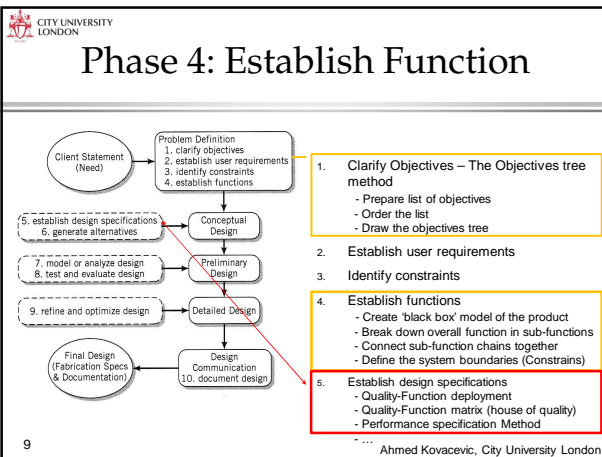 CITY UNIVERSITY
LONDON
Phase 4: Establish Function
Client Statement
(Need)
Problem Definition
1. clarify objectives
2. establish user requirements
3. identify constraints
4. establish functions
5. establish design specifications
6. generate alternatives
Conceptual
Design
7. model or analyze design
8. test and evaluate design
Preliminary
Design
9. refine and optimize design
Detailed Design
Final Design
(Fabrication Specs
& Documentation)
Design
Communication
10. document design
1. Clarify Objectives – The Objectives tree
method
- Prepare list of objectives
- Order the list
- Draw the objectives tree
2. Establish user requirements
3. Identify constraints
4. Establish functions
- Create 'black box' model of the product
- Break down overall function in sub-functions
- Connect sub-function chains together
- Define the system boundaries (Constrains)
5. Establish design specifications
- Quality-Function deployment
- Quality-Function matrix (house of quality)
- Performance specification Method
- ...
9
Ahmed Kovacevic, City University London